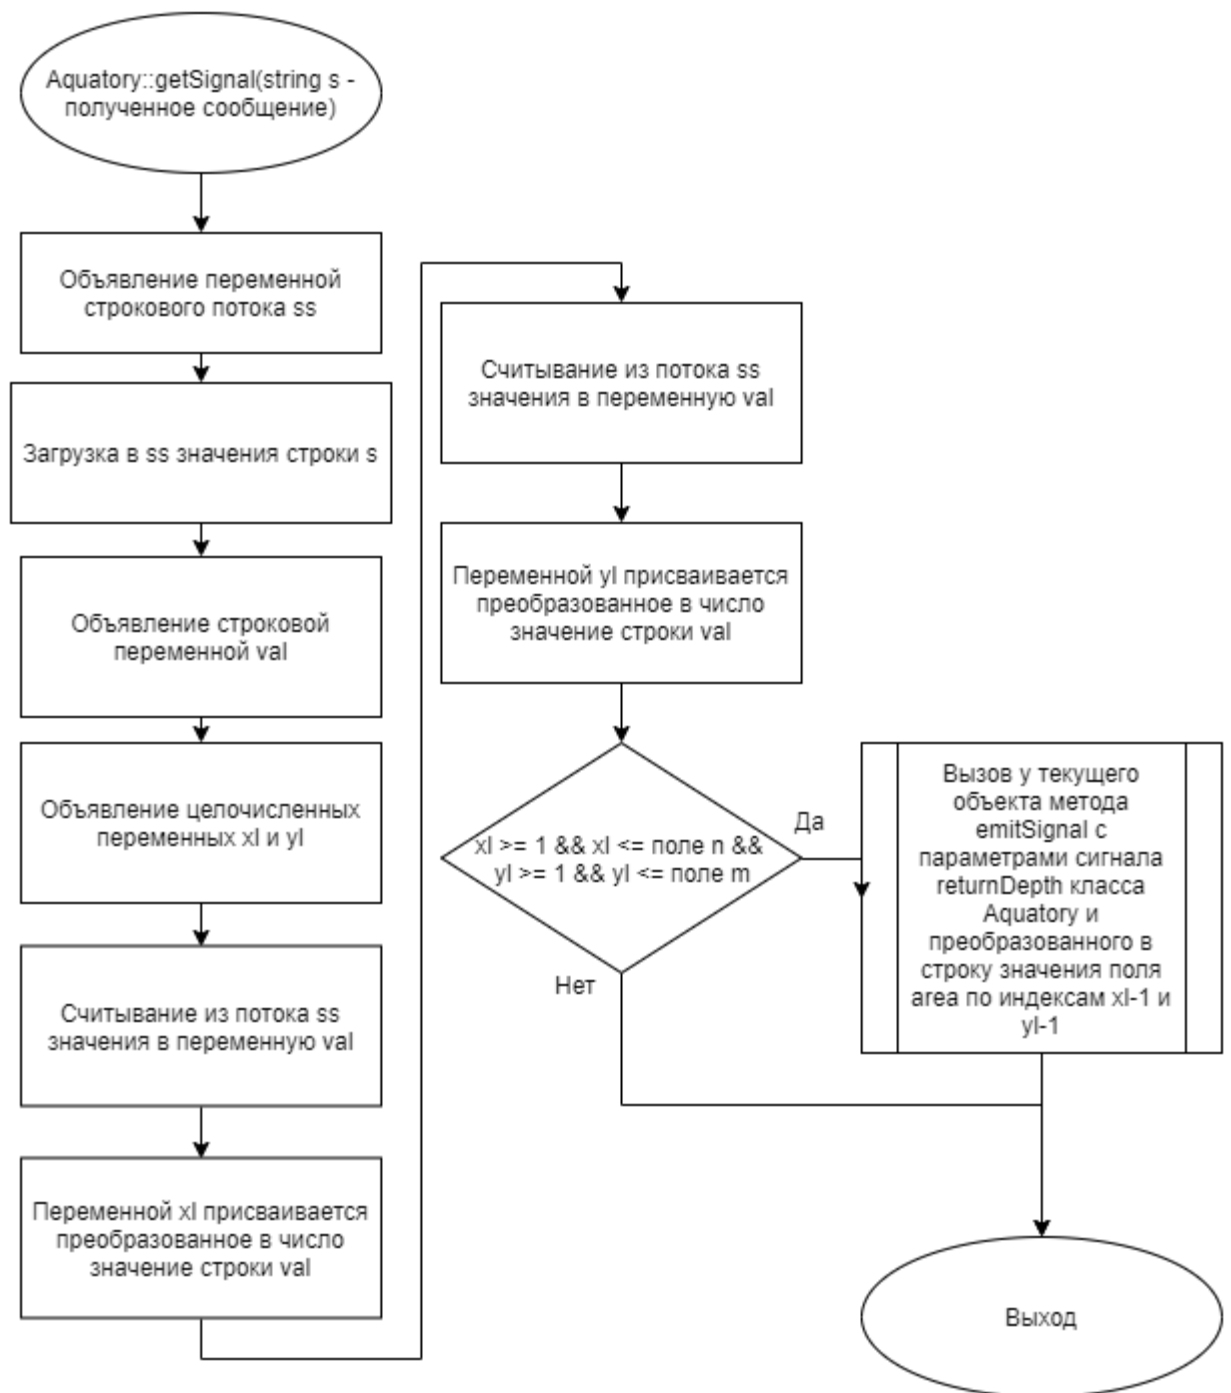 Aquatory::getSignal(string s -
полученное сообщение)
Объявление переменной
строкового потока ss
Загрузка в ss значения строки s
Объявление строковой
переменной val
Объявление целочисленных
переменных xl и yl
Считывание из потока ss
значения в переменную val
Переменной xl присваивается
преобразованное в число
значение строки val
Считывание из потока ss
значения в переменную val
Переменной yl присваивается
преобразованное в число
значение строки val
xl >= 1 && xl <= поле n &&
yl >= 1 && yl <= поле m
Да
Нет
Вызов у текущего
объекта метода
emitSignal с
параметрами сигнала
returnDepth класса
Aquatory и
преобразованного в
строку значения поля
area по индексам xl-1 и
yl-1
Выход